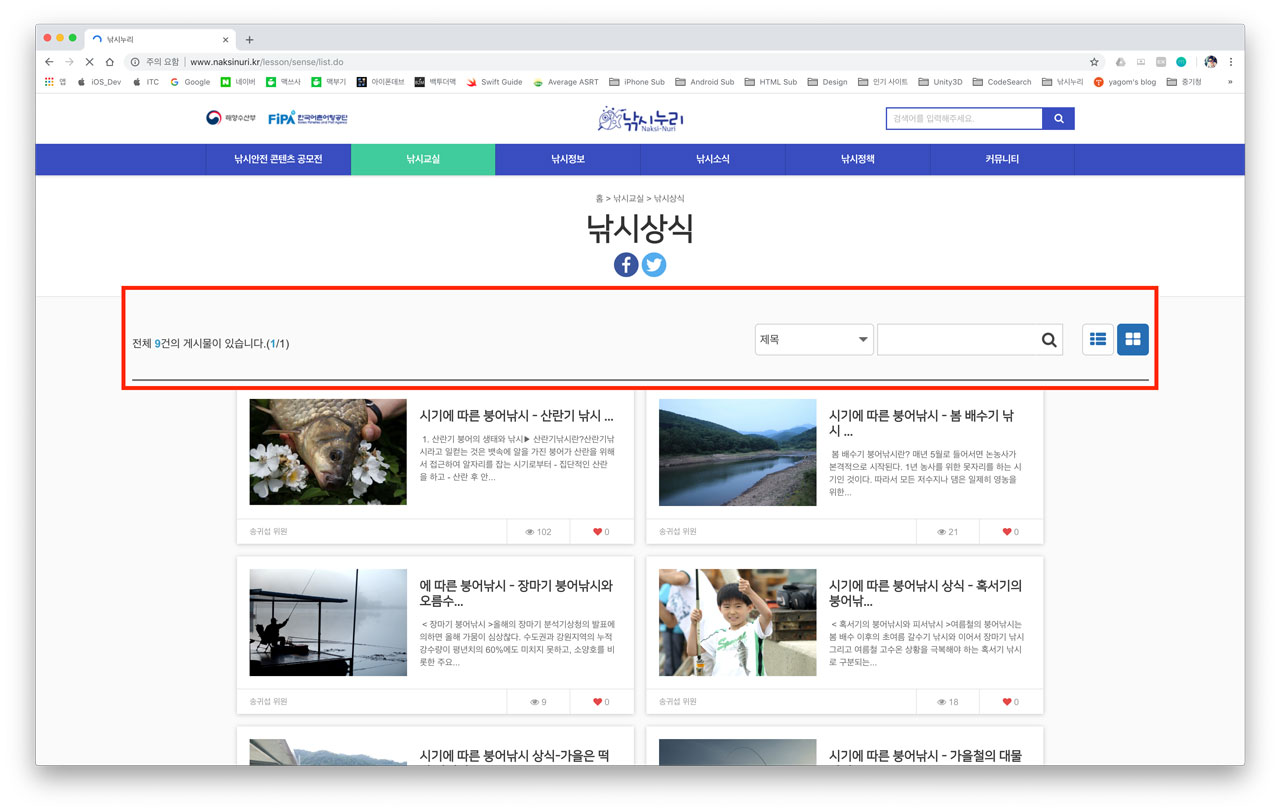 낚시누리
주의 요함 | www.naksinuri.kr/lesson/sense/list.do
앱 iOS_Dev ITC Google 네이버 맥쓰사 맥부기 아이폰데브 백투더맥 Swift Guide Average ASRT iPhone Sub Android Sub HTML Sub Design 인기 사이트 Unity3D CodeSearch 낚시누리 yagom's blog 중기청 »
해양수산부 FiPA 한국어촌어항공단
낚시누리
Naksi-Nuri
검색어를 입력해주세요.
낚시안전 콘텐츠 공모전 낚시교실 낚시정보 낚시소식 낚시정책 커뮤니티
홈 > 낚시교실 > 낚시상식
낚시상식
전체 9건의 게시물이 있습니다.(1/1)
제목
시기에 따른 붕어낚시 - 산란기 낚시 ...
1. 산란기 붕어의 생태와 낚시▶ 산란기낚시란?산란기낚
시라고 일컫는 것은 뱃속에 알을 가진 붕어가 산란을 위해
서 접근하여 알자리를 잡는 시기로부터 - 집단적인 산란
을 하고 - 산란 후 안...
송귀섭 위원 102 0
시기에 따른 붕어낚시 - 봄 배수기 낚
시 ...
봄 배수기 붕어낚시란? 매년 5월로 들어서면 논농사가
본격적으로 시작된다. 1년 농사를 위한 못자리를 하는 시
기인 것이다. 따라서 모든 저수지나 댐은 일제히 영농을
위한...
송귀섭 위원 21 0
에 따른 붕어낚시 - 장마기 붕어낚시와
오름수...
< 장마기 붕어낚시 >올해의 장마기 분석기상청의 발표에
의하면 올해 가뭄이 심상찮다. 수도권과 강원지역의 누적
강수량이 평년치의 60%에도 미치지 못하고, 소양호를 비
롯한 주요...
송귀섭 위원 9 0
시기에 따른 붕어낚시 상식 - 혹서기의
붕어낚...
< 혹서기의 붕어낚시와 피서낚시 >여름철의 붕어낚시는
봄 배수 이후의 초여름 갈수기 낚시와 이어서 장마기 낚시
그리고 여름철 고수온 상황을 극복해야 하는 혹서기 낚시
로 구분되는...
송귀섭 위원 18 0
시기에 따른 붕어낚시 상식-가을은 떡
시기에 따른 붕어낚시 - 가을철의 대물